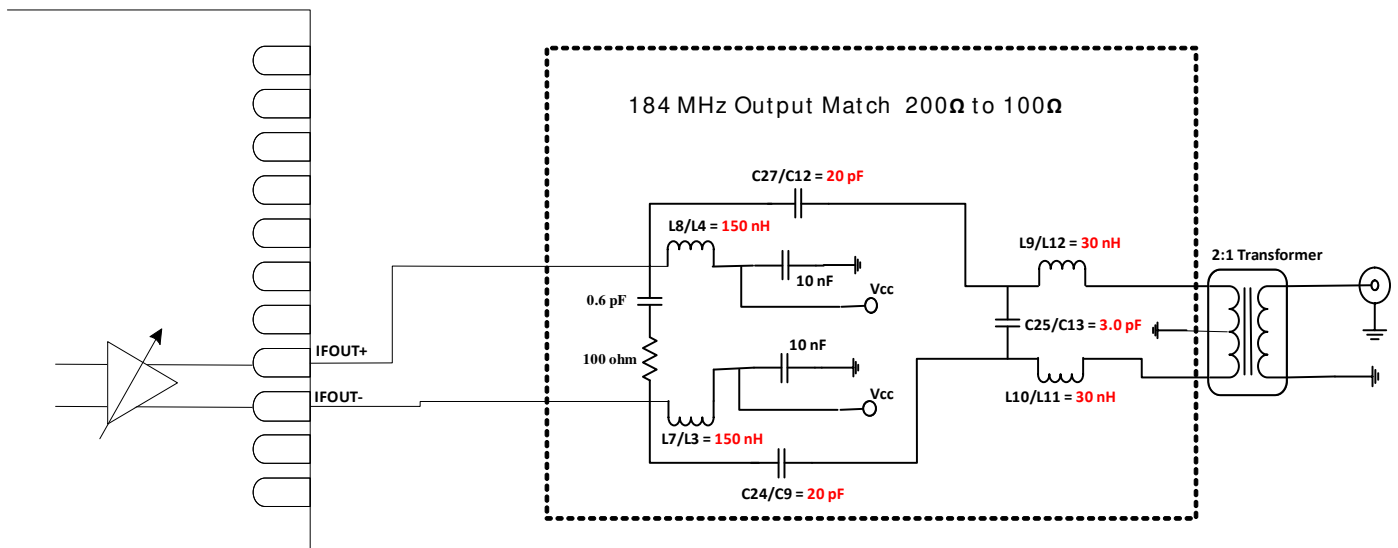 184 MHz Output Match 200Ω to 100Ω
C27/C12 = 20 pF
L8/L4 = 150 nH
10 nF
Vcc
0.6 pF
100 ohm
10 nF
Vcc
L7/L3 = 150 nH
C24/C9 = 20 pF
L9/L12 = 30 nH
C25/C13 = 3.0 pF
L10/L11 = 30 nH
2:1 Transformer
IFOUT+
IFOUT-